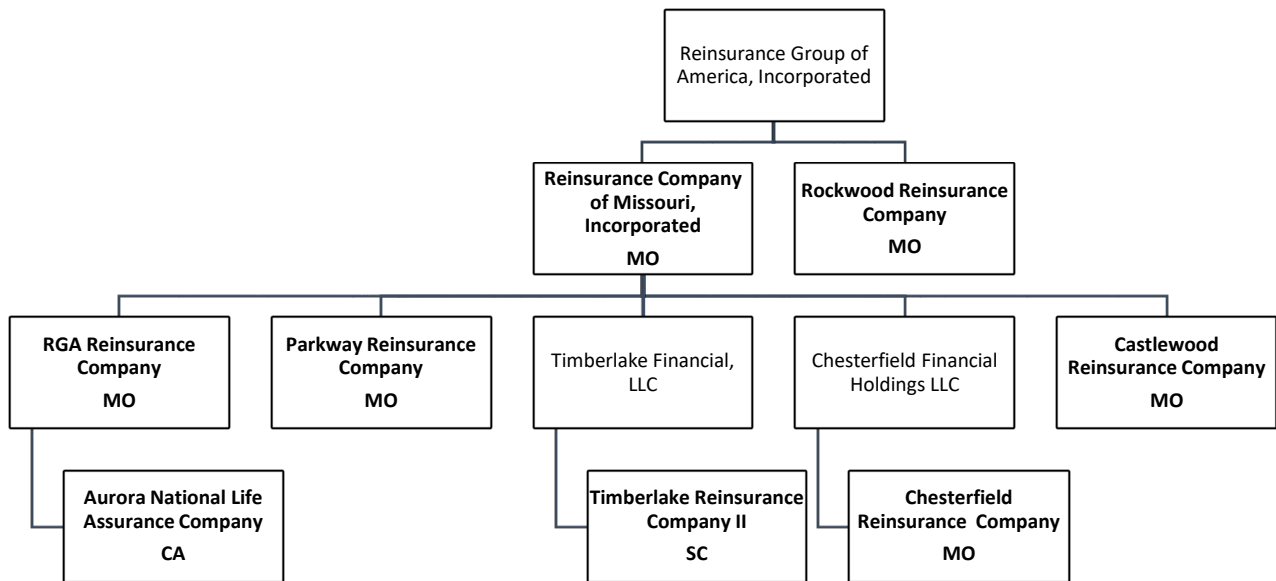 Reinsurance Group of
America, Incorporated
Reinsurance Company
of Missouri,
Incorporated
MO
Rockwood Reinsurance
Company
MO
RGA Reinsurance
Company
MO
Parkway Reinsurance
Company
MO
Timberlake Financial,
LLC
Chesterfield Financial
Holdings LLC
Castlewood
Reinsurance Company
MO
Aurora National Life
Assurance Company
CA
Timberlake Reinsurance
Company II
SC
Chesterfield
Reinsurance Company
MO